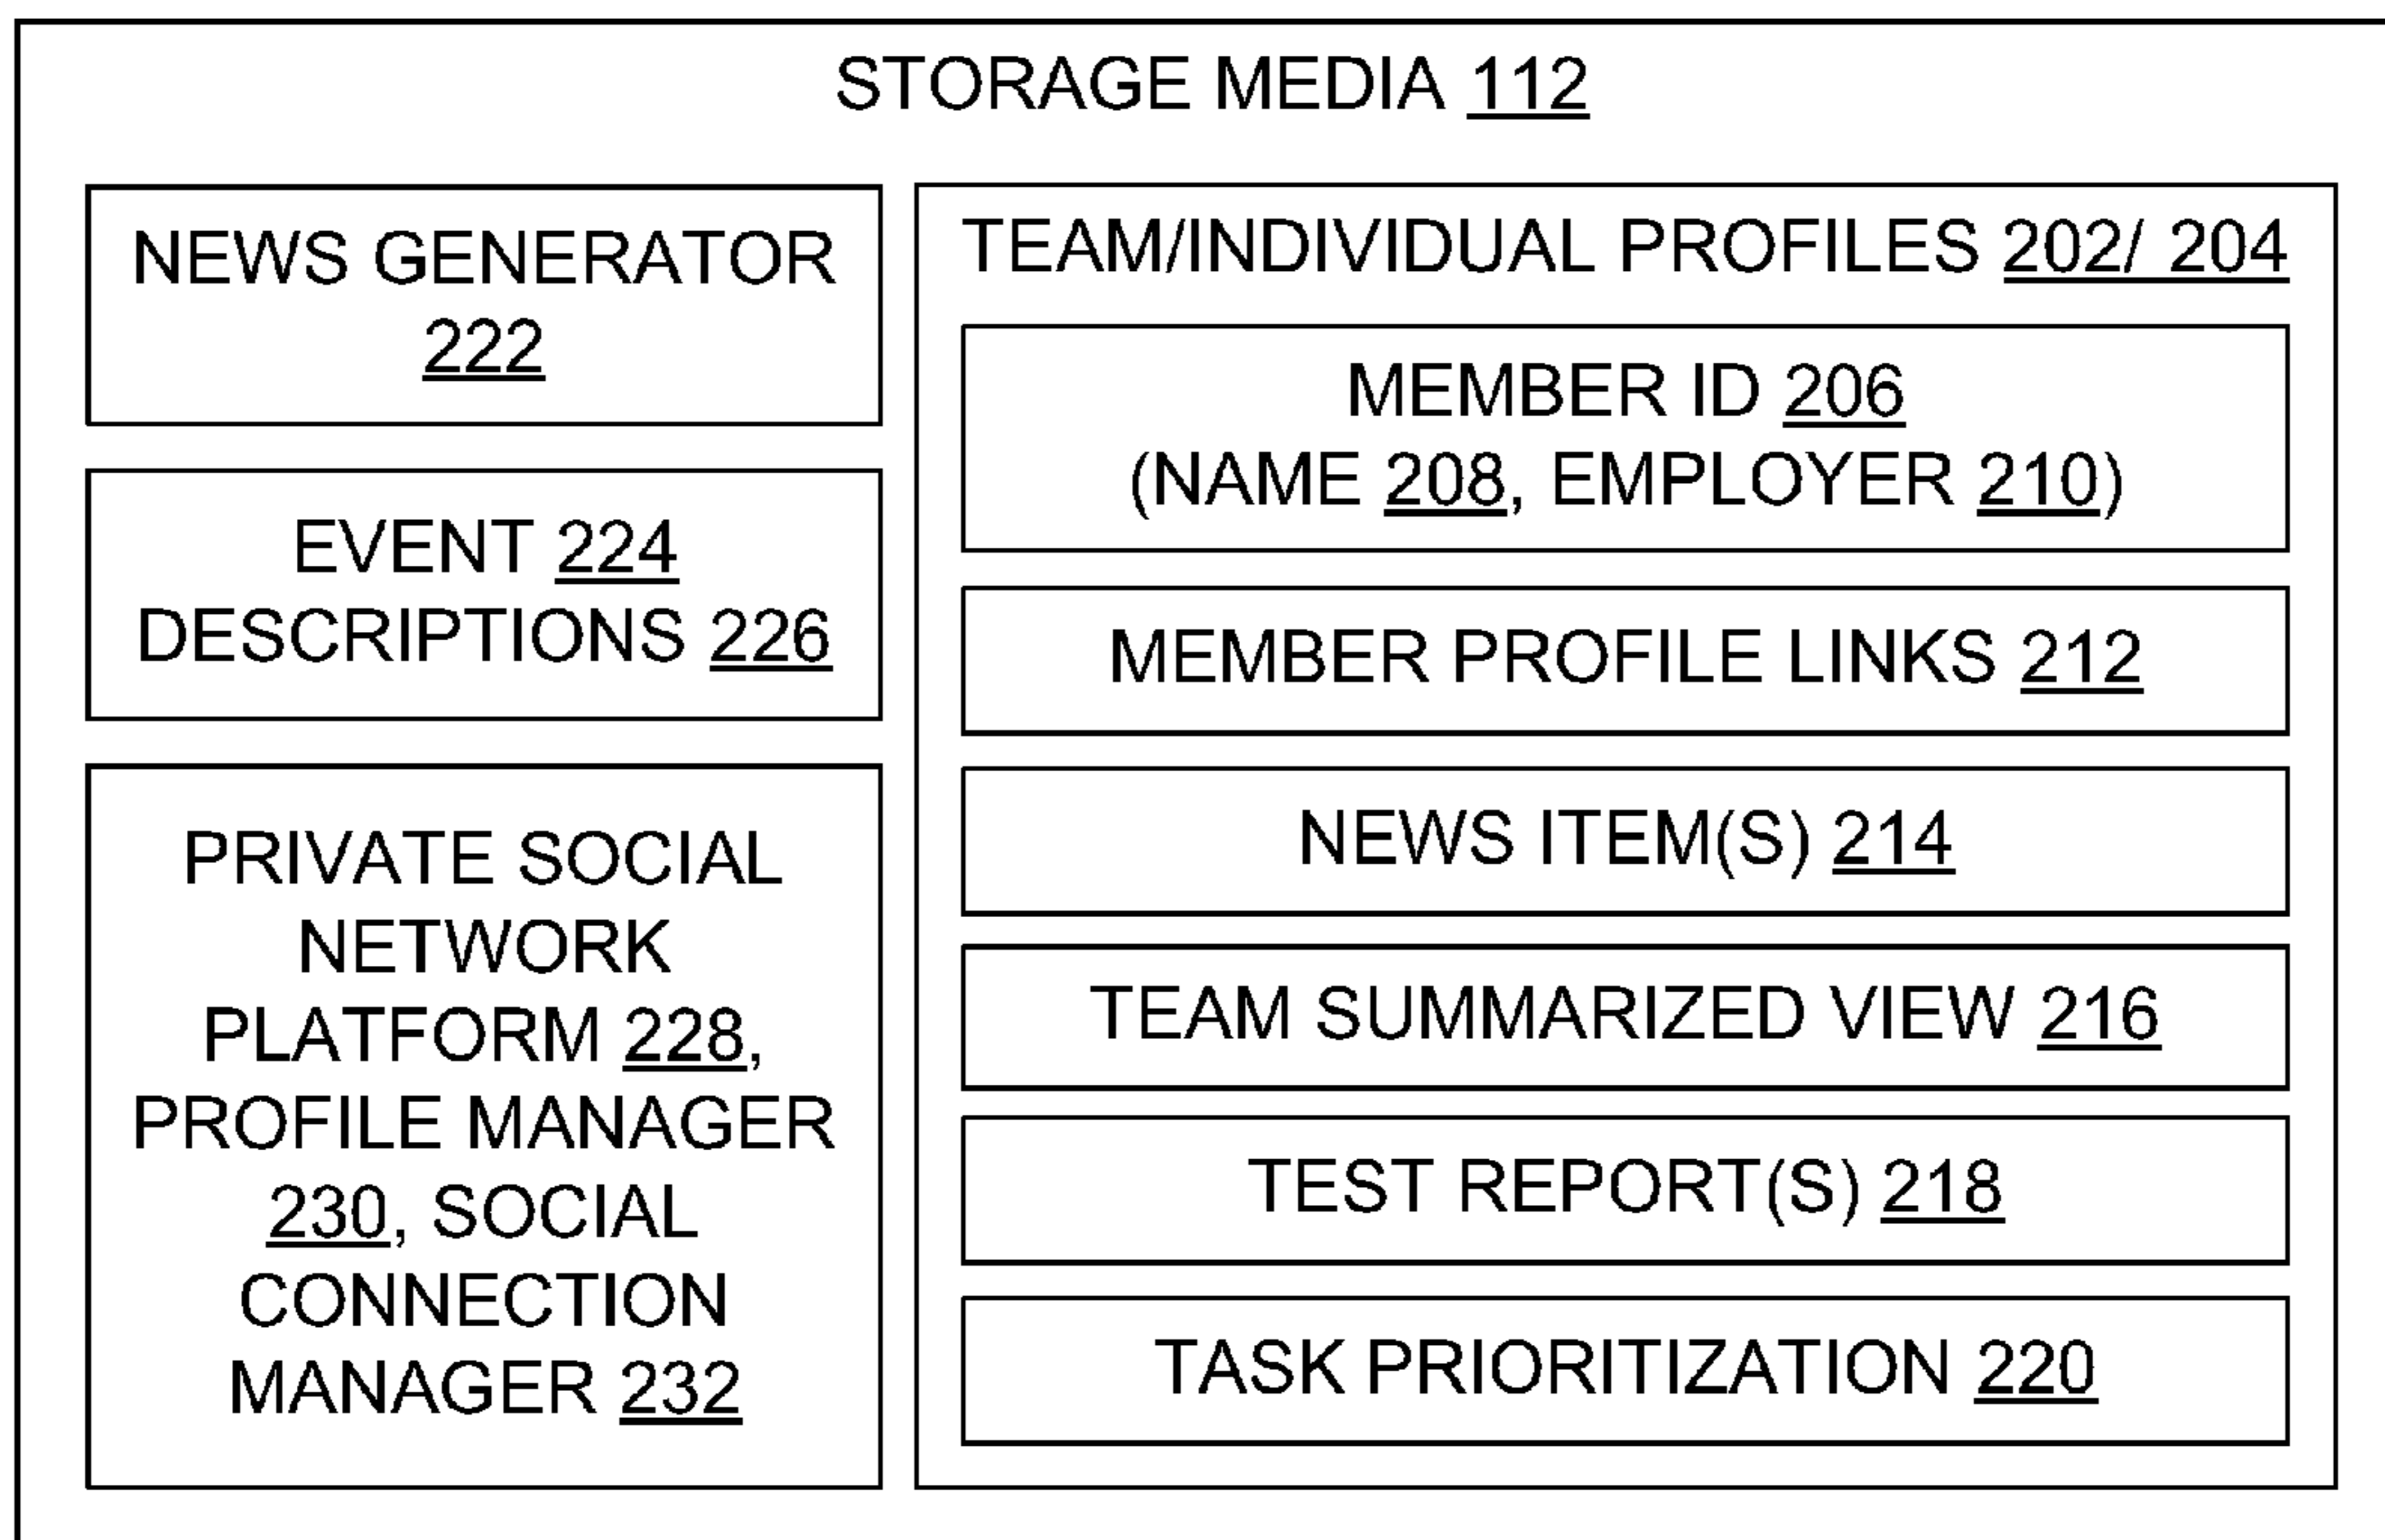 STORAGE MEDIA 112
NEWS GENERATOR
222
EVENT 224
DESCRIPTIONS 226
PRIVATE SOCIAL
NETWORK
PLATFORM 228,
PROFILE MANAGER
230, SOCIAL
CONNECTION
MANAGER 232
TEAM/INDIVIDUAL PROFILES 202/ 204
MEMBER ID 206
(NAME 208, EMPLOYER 210)
MEMBER PROFILE LINKS 212
NEWS ITEM(S) 214
TEAM SUMMARIZED VIEW 216
TEST REPORT(S) 218
TASK PRIORITIZATION 220